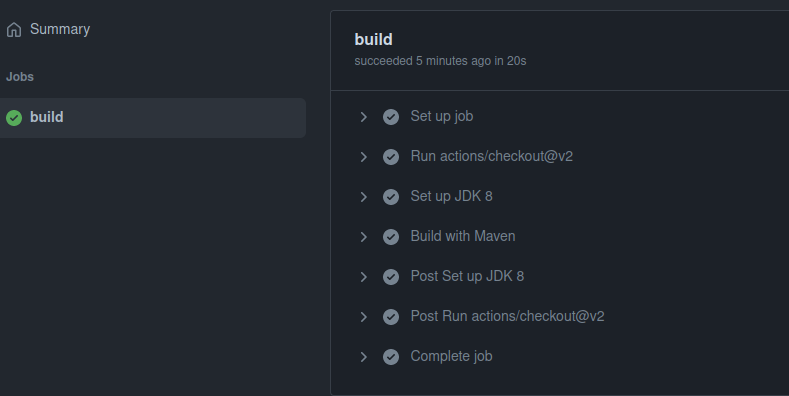 Summary
Jobs
build
build
succeeded 5 minutes ago in 20s
Set up job
Run actions/checkout@v2
Set up JDK 8
Build with Maven
Post Set up JDK 8
Post Run actions/checkout@v2
Complete job